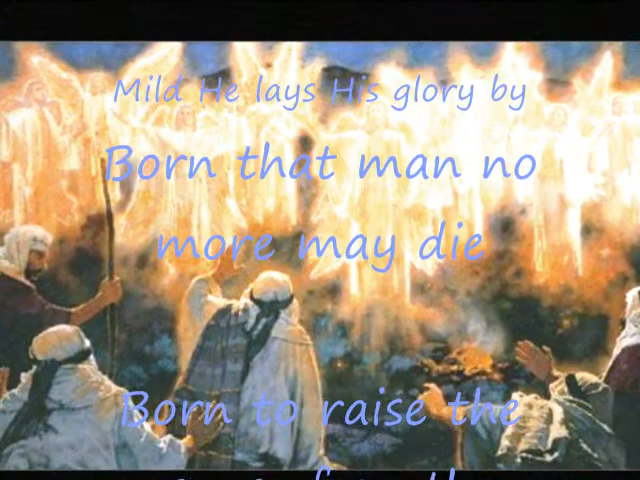 Mild He lays His glory by
Born that man no
more may die
Born to raise the